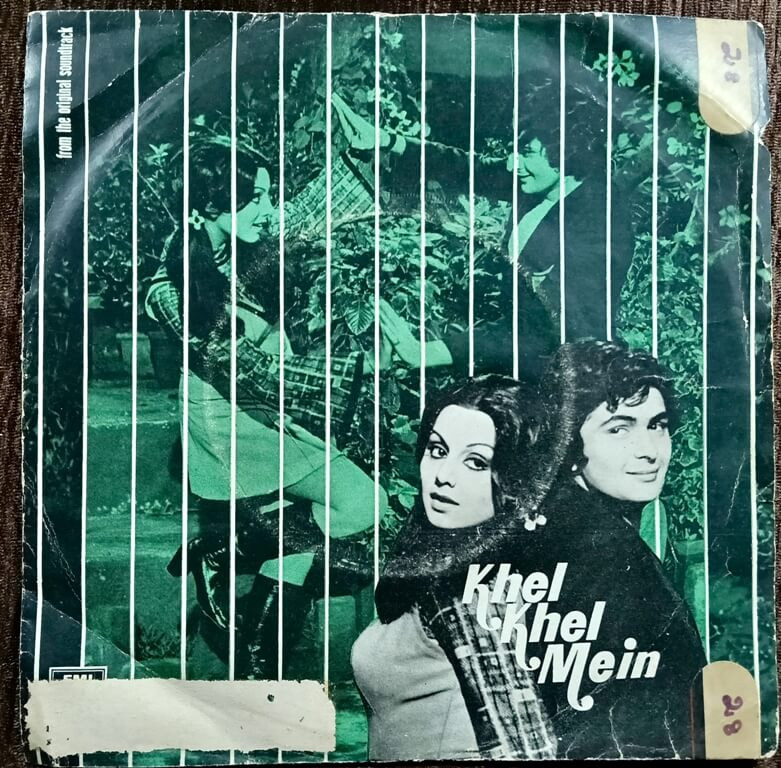 from the original soundtrack
28
Khel
Khel
Mein
EMI
28